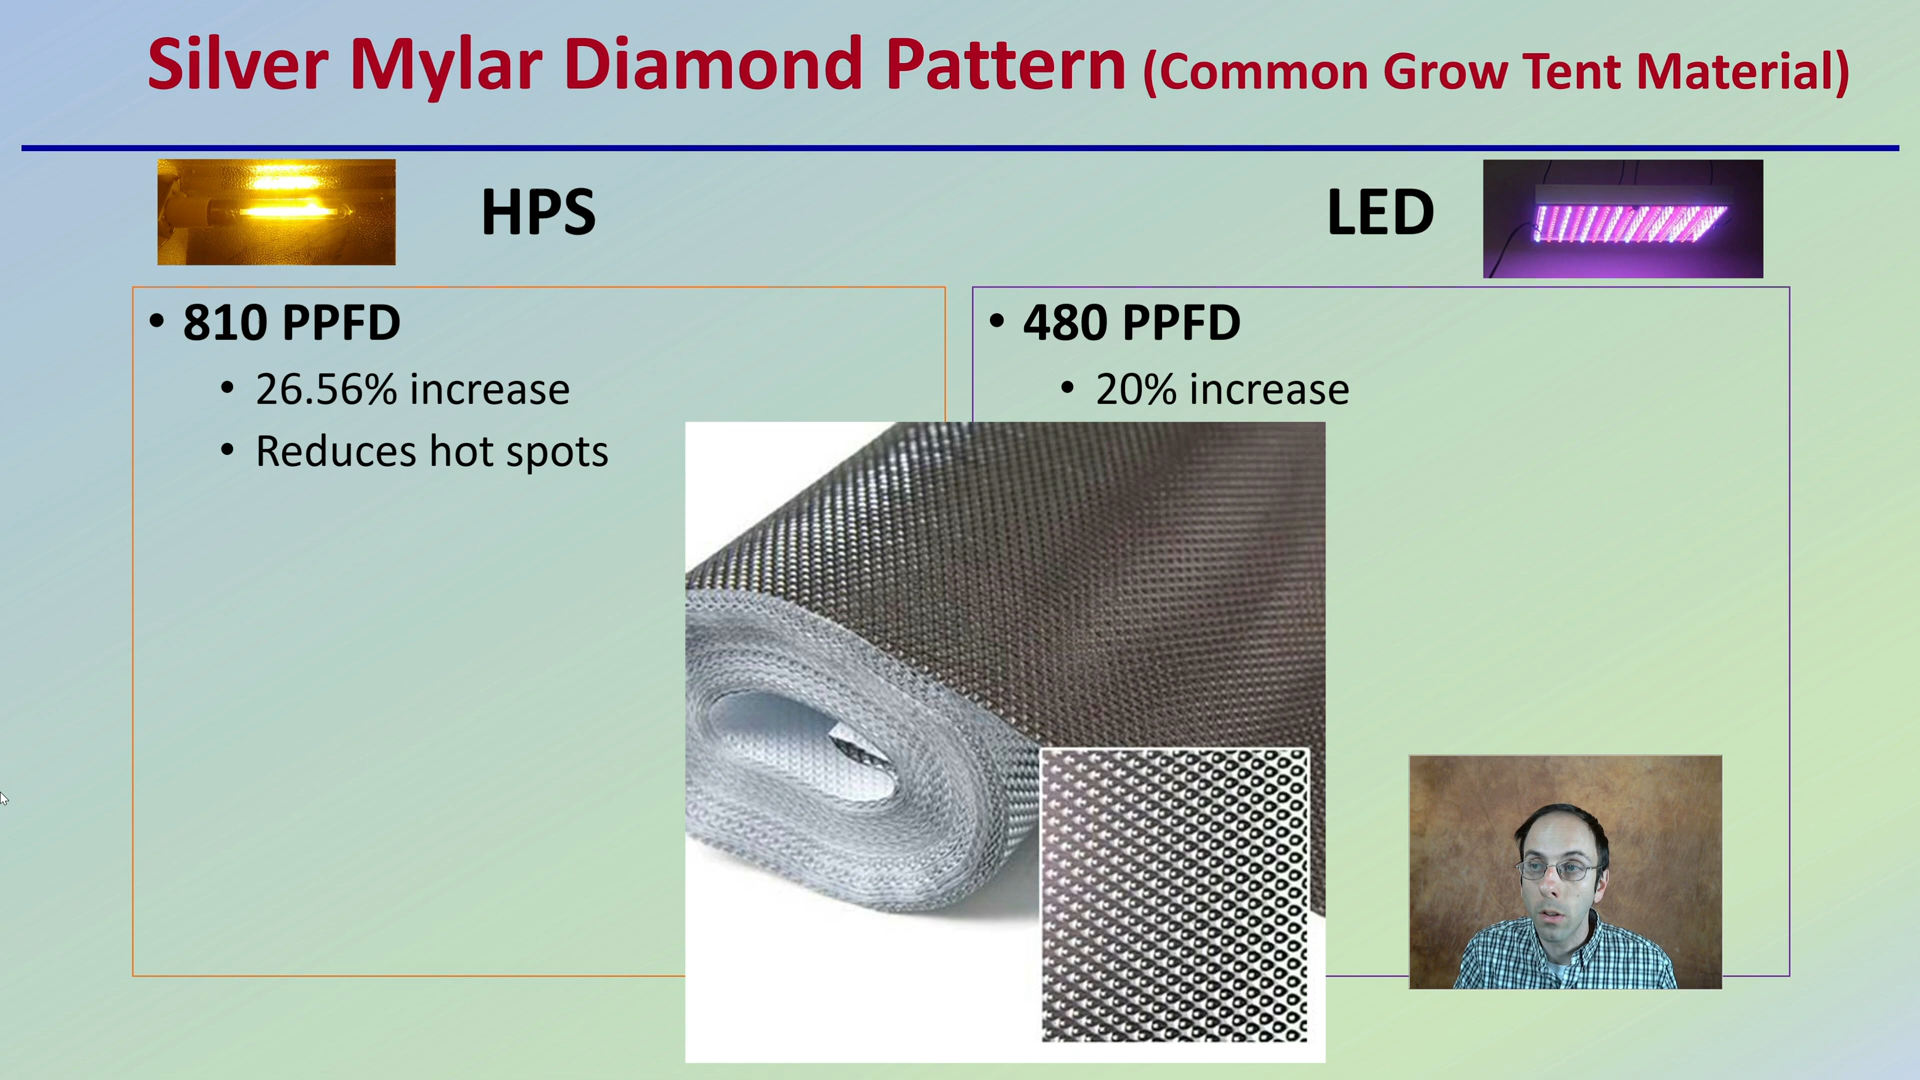 Silver Mylar Diamond Pattern (Common Grow Tent Material)
HPS
LED
• 810 PPFD
• 26.56% increase
• Reduces hot spots
• 480 PPFD
• 20% increase